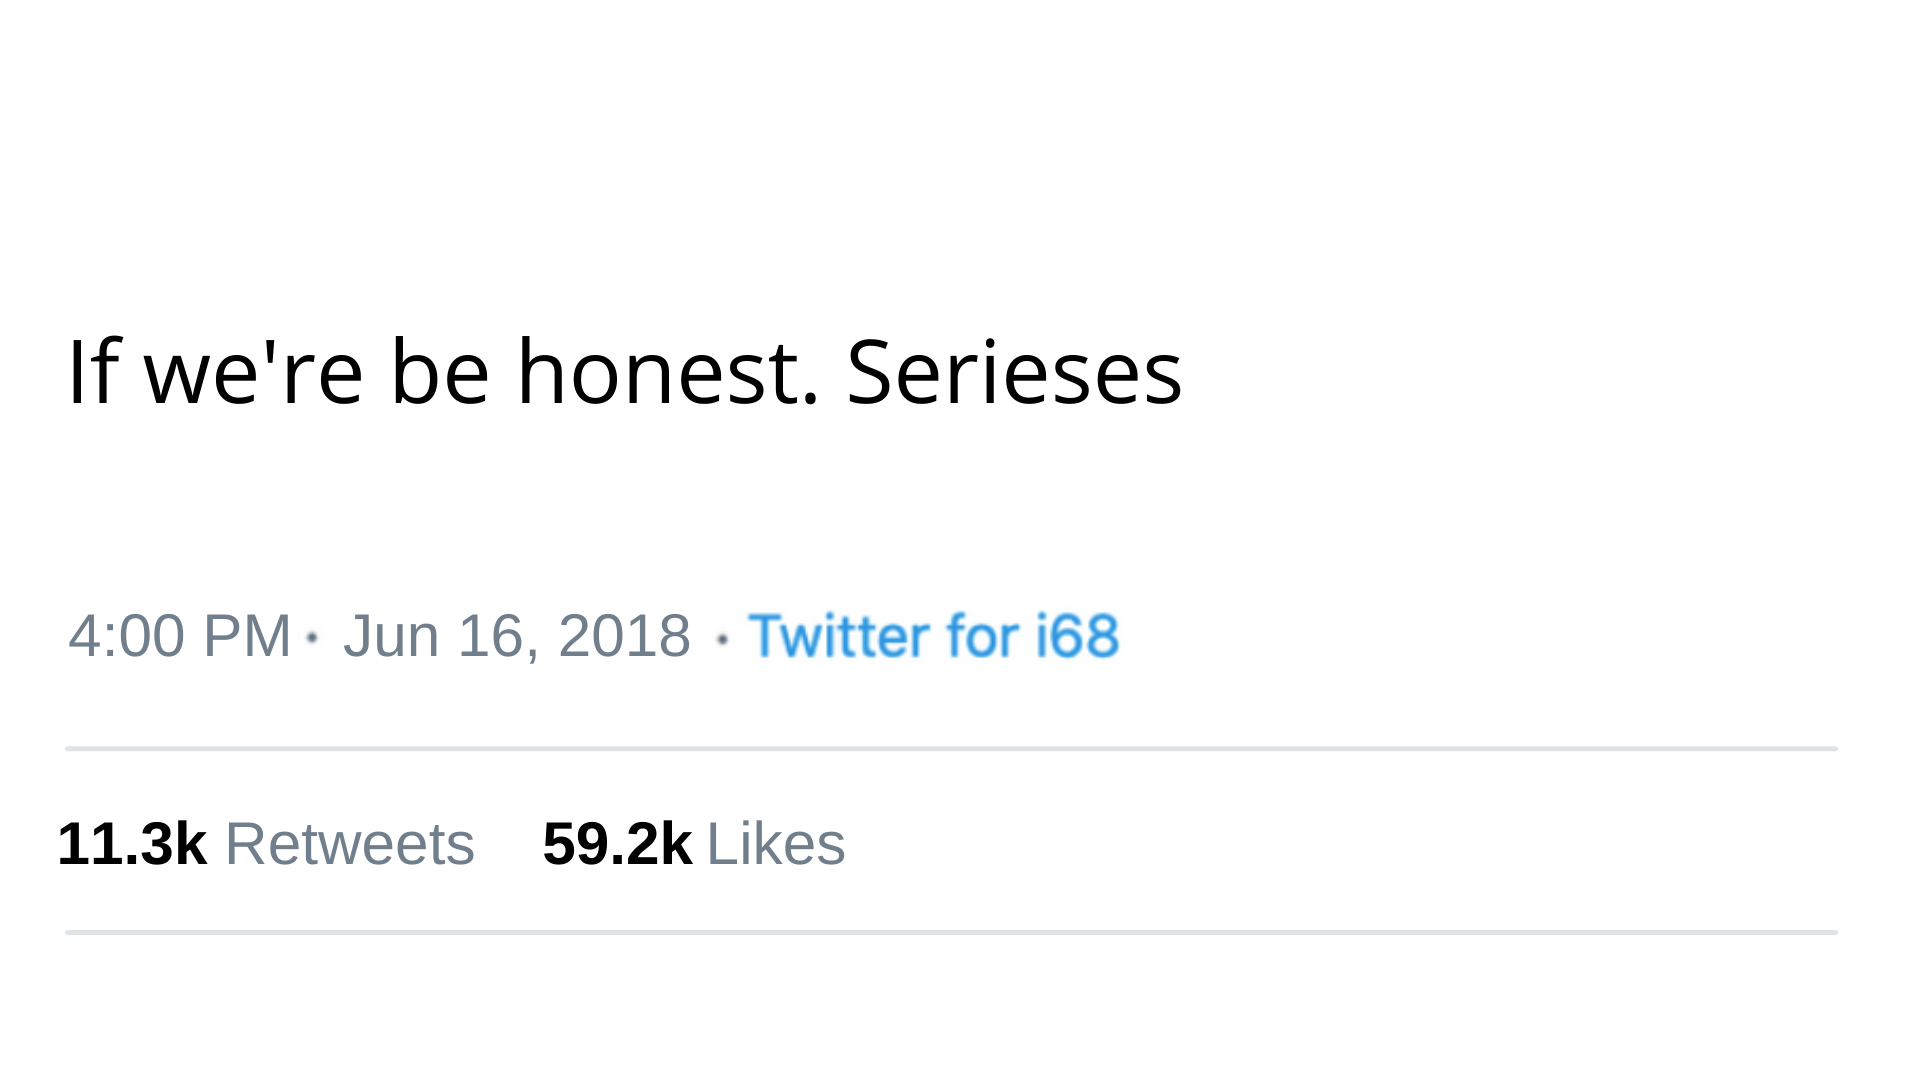 If we're be honest. Serieses
4:00 PM · Jun 16, 2018 · Twitter for i68
11.3k Retweets 59.2k Likes